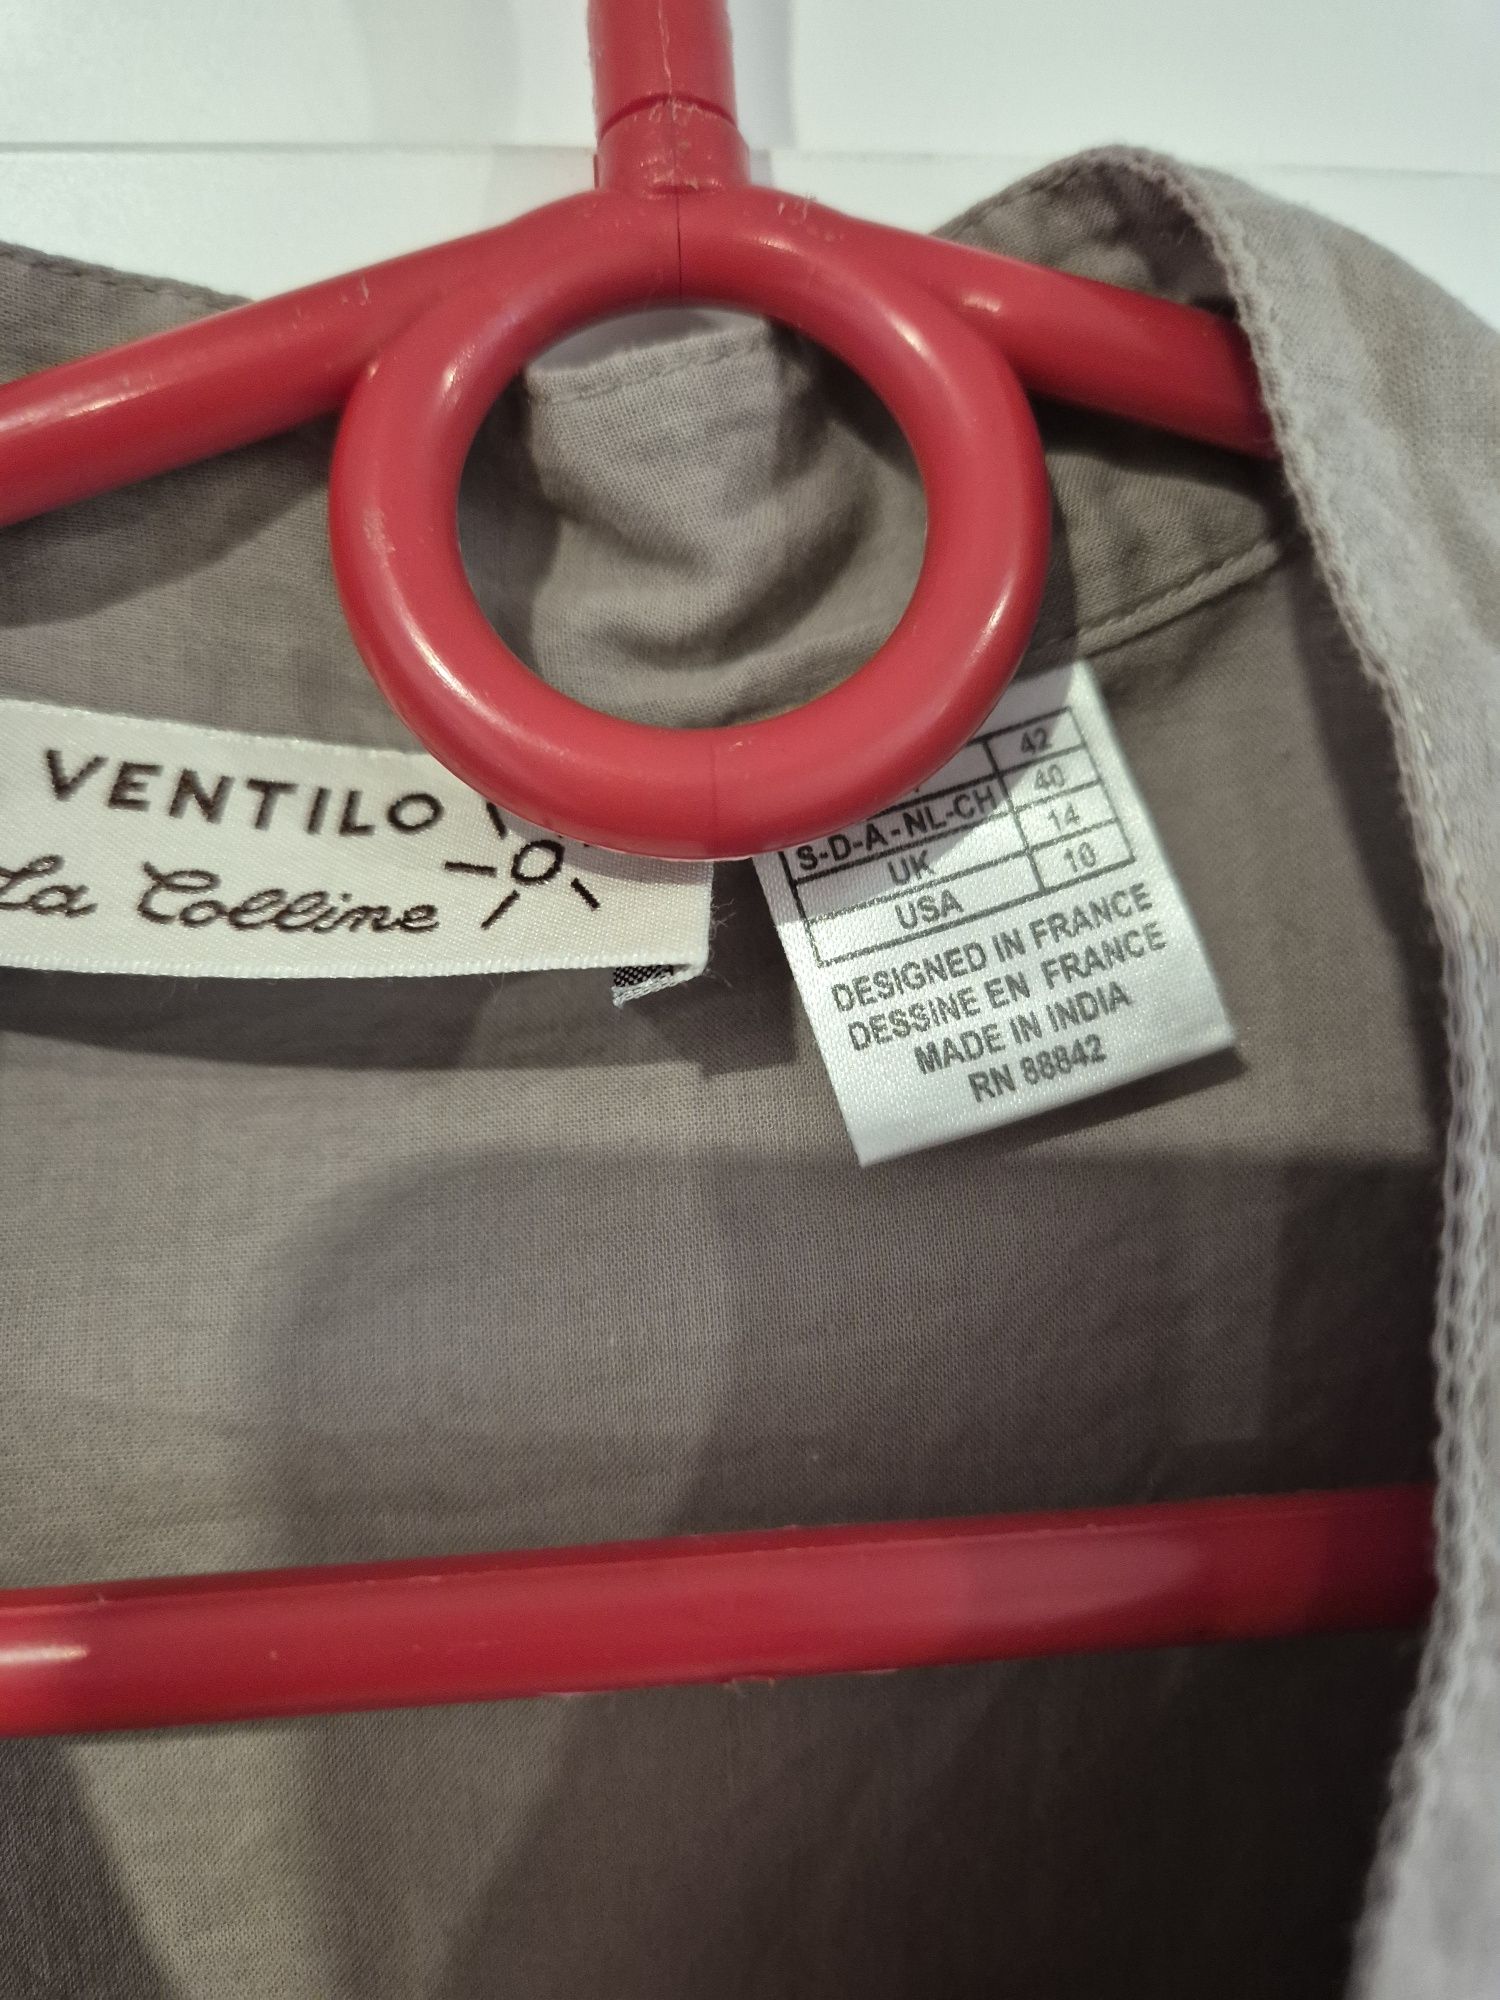 VENTILO
La Colline
42
S-D-A-NL-CH 40
UK 14
USA 10
DESIGNED IN FRANCE
DESSINE EN FRANCE
MADE IN INDIA
RN 88842